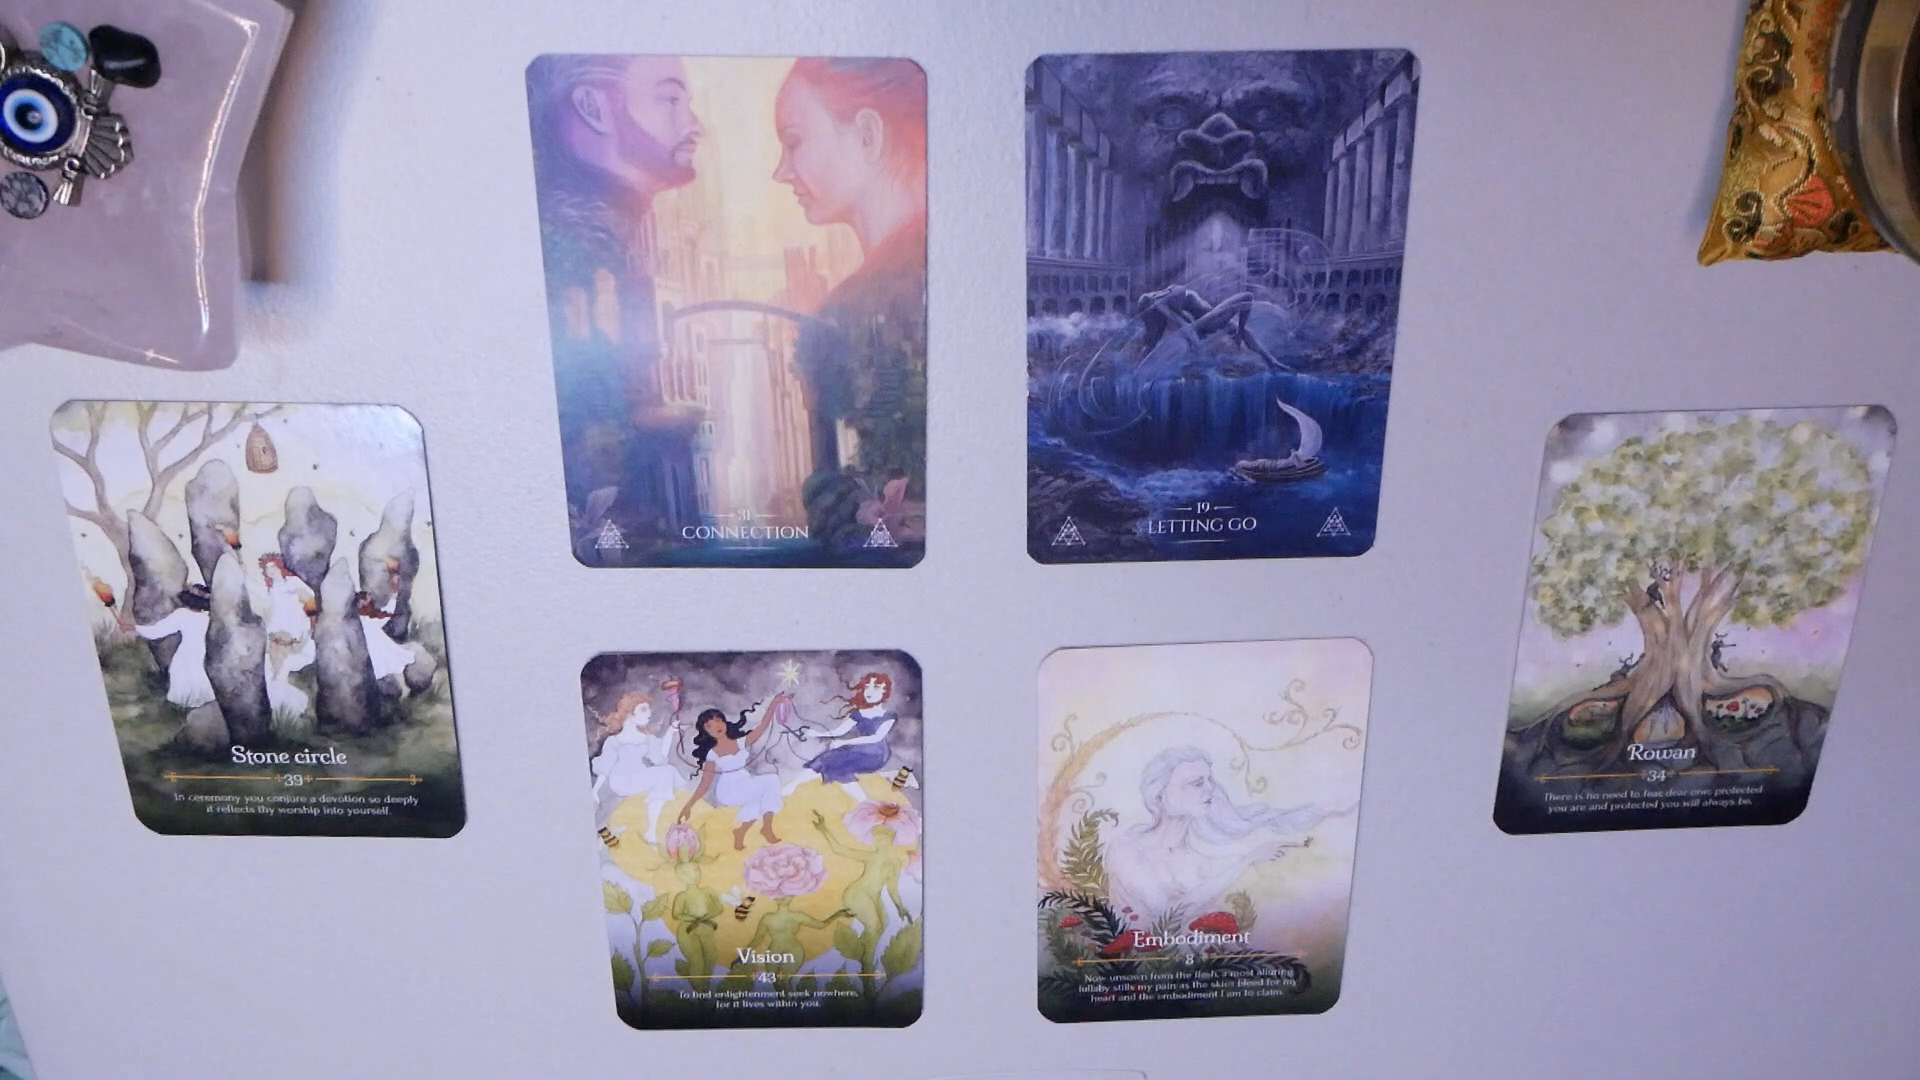 31
CONNECTION
19
LETTING GO
Stone circle
39
In ceremony you conjure a devotion so deeply
it reflects thy worship into yourself.
Vision
43
To find enlightenment seek nowhere,
for it lives within you.
Embodiment
8
Now unsown from the flesh, a most alluring
lullaby stills my pain as the skies bleed for my
heart and the embodiment I am to claim.
Rowan
34
There is no need to fear dear one; protected
you are and protected you will always be.